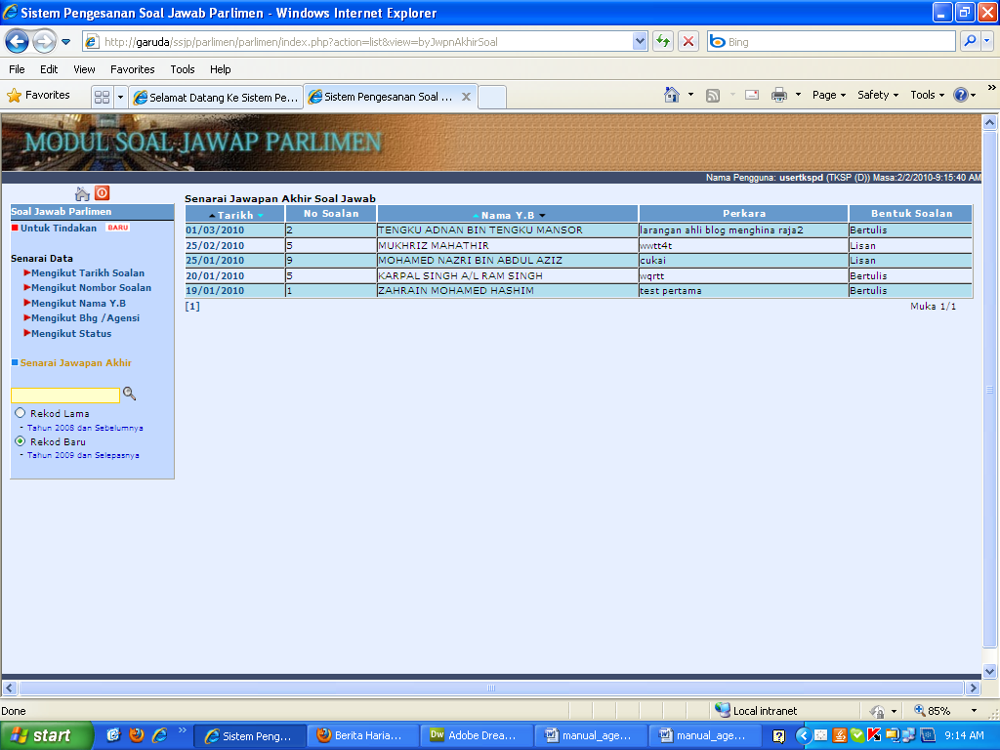 Sistem Pengesanan Soal Jawab Parlimen - Windows Internet Explorer
http://garuda/ssjp/parlimen/parlimen/index.php?action=list&view=byJwpnAkhirSoal
Bing
File Edit View Favorites Tools Help
Favorites
Selamat Datang Ke Sistem Pe...
Sistem Pengesanan Soal ...
Page Safety Tools
MODUL SOAL JAWAP PARLIMEN
Nama Pengguna: usertkspd (TKSP (D)) Masa:2/2/2010-9:15:40 AM
Soal Jawab Parlimen
Untuk Tindakan BARU
Senarai Data
Mengikut Tarikh Soalan
Mengikut Nombor Soalan
Mengikut Nama Y.B
Mengikut Bhg /Agensi
Mengikut Status
Senarai Jawapan Akhir
Rekod Lama
- Tahun 2008 dan Sebelumnya
Rekod Baru
- Tahun 2009 dan Selepasnya
Senarai Jawapan Akhir Soal Jawab
Tarikh No Soalan Nama Y.B Perkara Bentuk Soalan
01/03/2010 2 TENGKU ADNAN BIN TENGKU MANSOR larangan ahli blog menghina raja2 Bertulis
25/02/2010 5 MUKHRIZ MAHATHIR wwtt4t Lisan
25/01/2010 9 MOHAMED NAZRI BIN ABDUL AZIZ cukai Lisan
20/01/2010 5 KARPAL SINGH A/L RAM SINGH wqrtt Bertulis
19/01/2010 1 ZAHRAIN MOHAMED HASHIM test pertama Bertulis
[1] Muka 1/1
Done Local intranet 85%
start Sistem Peng... Berita Haria... Adobe Drea... manual_age... manual_age... 9:14 AM